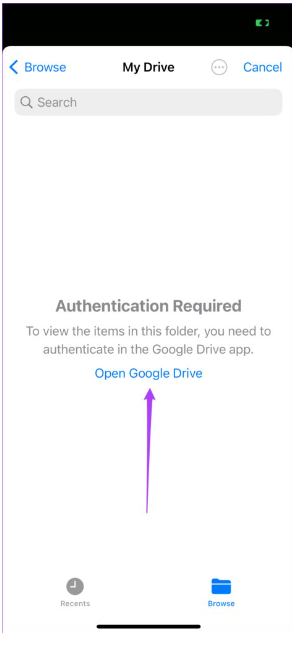 Browse My Drive Cancel
Search
Authentication Required
To view the items in this folder, you need to
authenticate in the Google Drive app.
Open Google Drive
Recents Browse